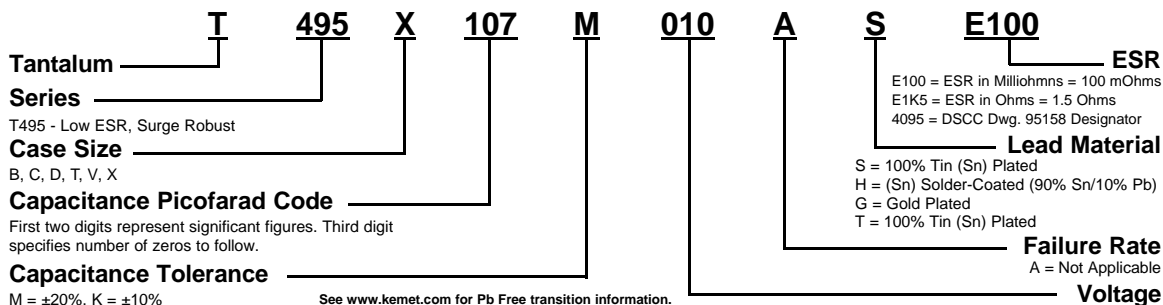 T 495 X 107 M 010 A S E100
Tantalum
Series
T495 - Low ESR, Surge Robust
Case Size
B, C, D, T, V, X
Capacitance Picofarad Code
First two digits represent significant figures. Third digit
specifies number of zeros to follow.
Capacitance Tolerance
M = ±20%, K = ±10%
See www.kemet.com for Pb Free transition information.
ESR
E100 = ESR in Milliohmns = 100 mOhms
E1K5 = ESR in Ohms = 1.5 Ohms
4095 = DSCC Dwg. 95158 Designator
Lead Material
S = 100% Tin (Sn) Plated
H = (Sn) Solder-Coated (90% Sn/10% Pb)
G = Gold Plated
T = 100% Tin (Sn) Plated
Failure Rate
A = Not Applicable
Voltage